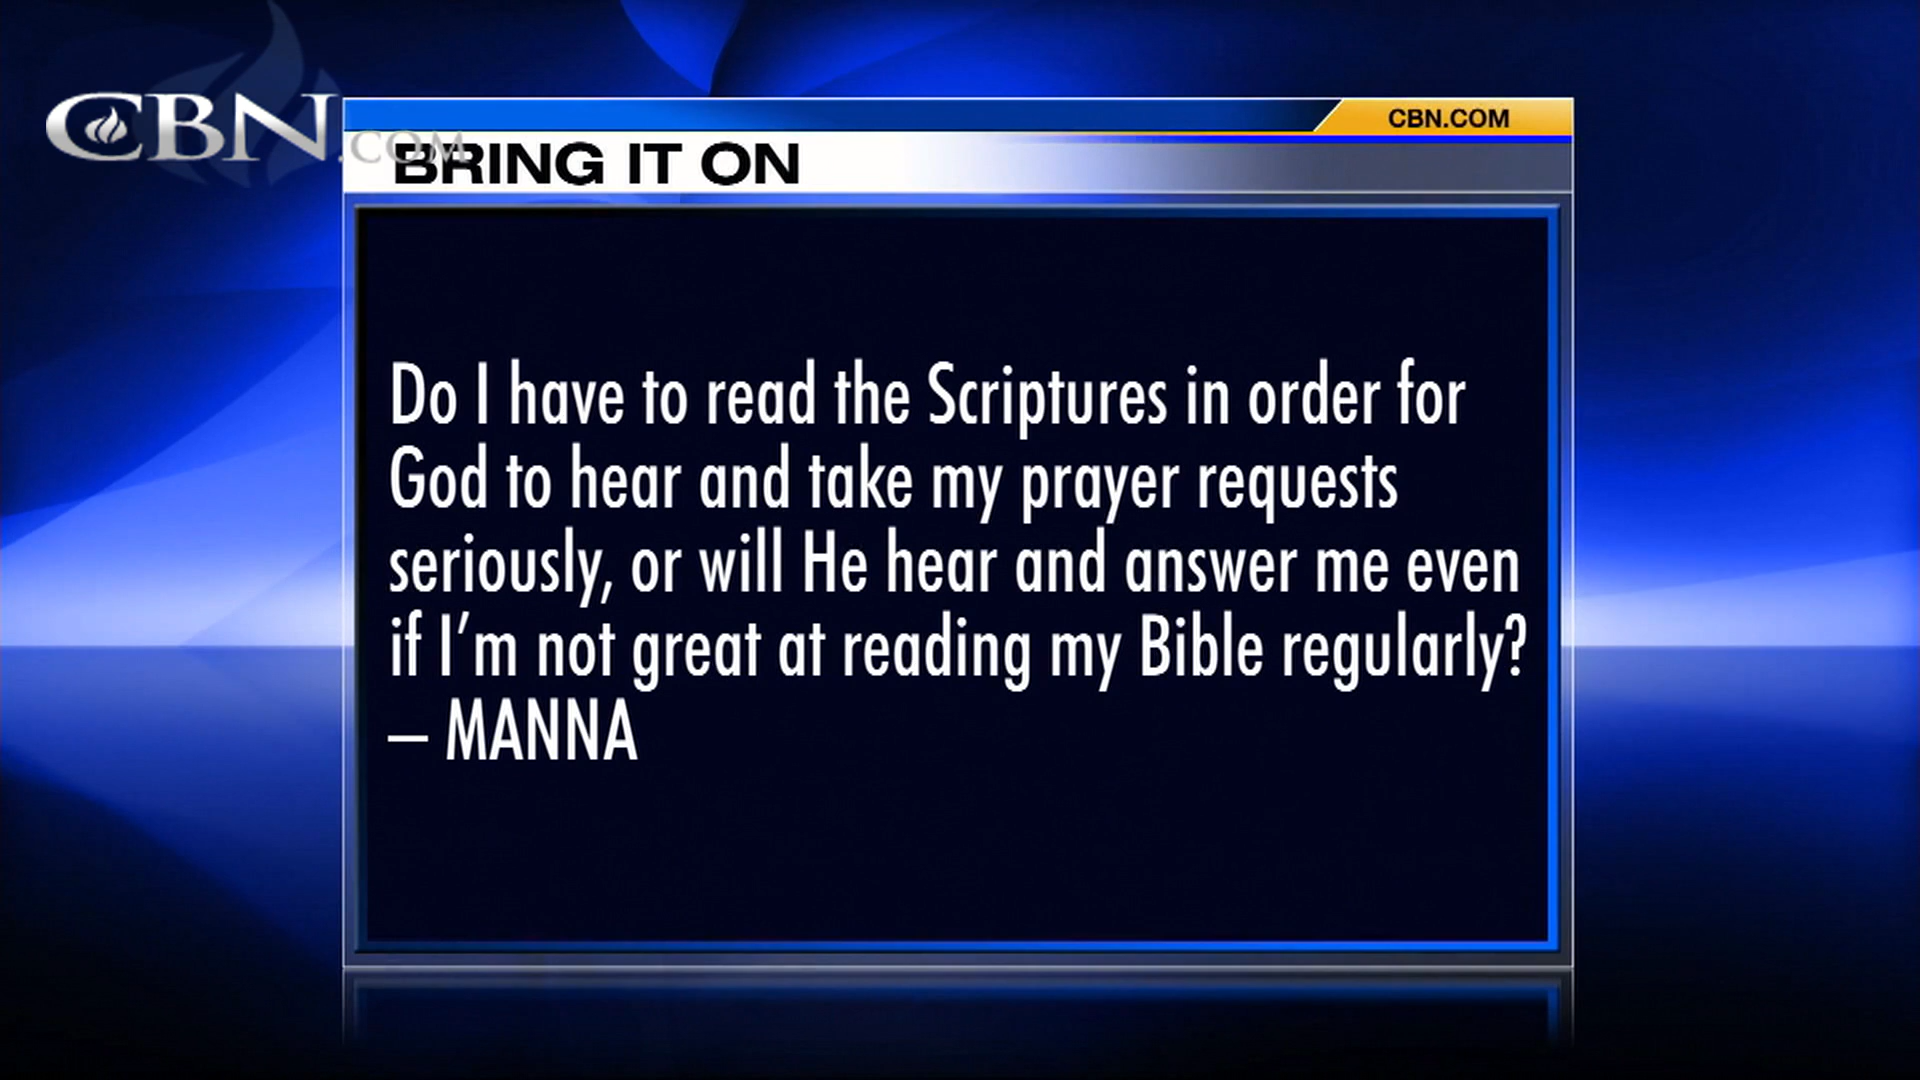 CBN.COM
CBN.COM
BRING IT ON
Do I have to read the Scriptures in order for
God to hear and take my prayer requests
seriously, or will He hear and answer me even
if I’m not great at reading my Bible regularly?
– MANNA